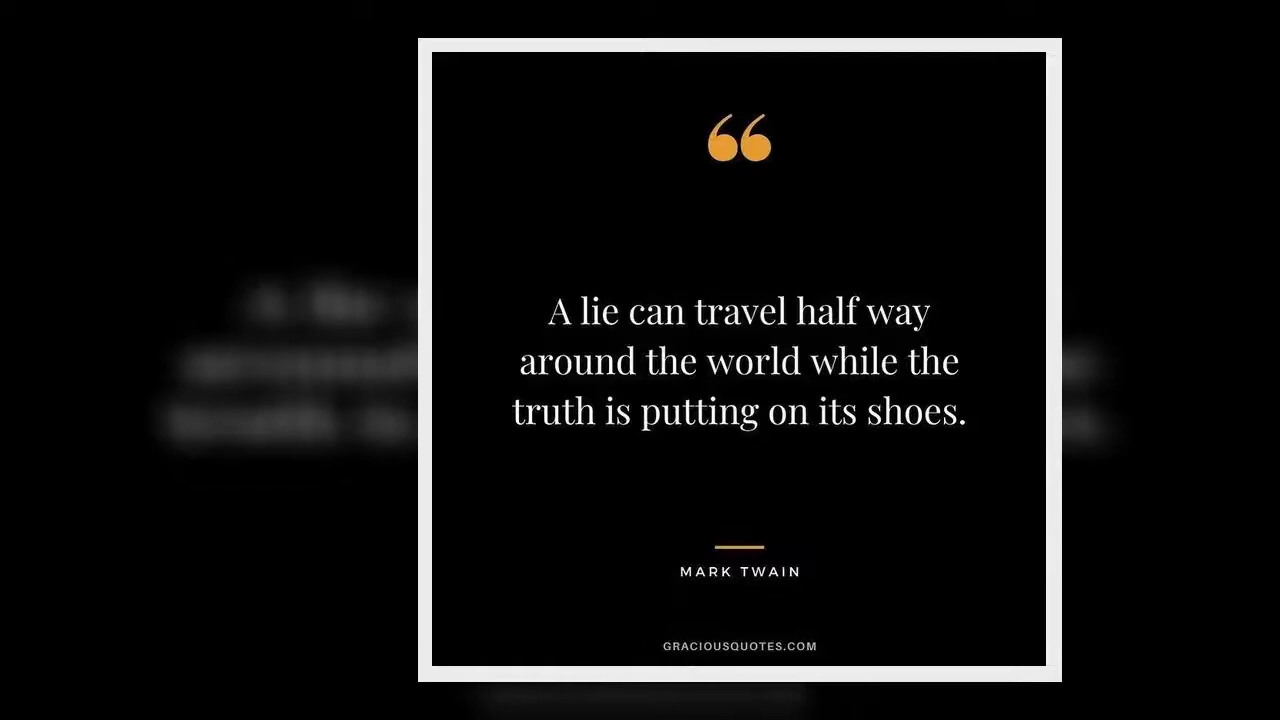 “
A lie can travel half way
around the world while the
truth is putting on its shoes.
MARK TWAIN
GRACIOUSQUOTES.COM